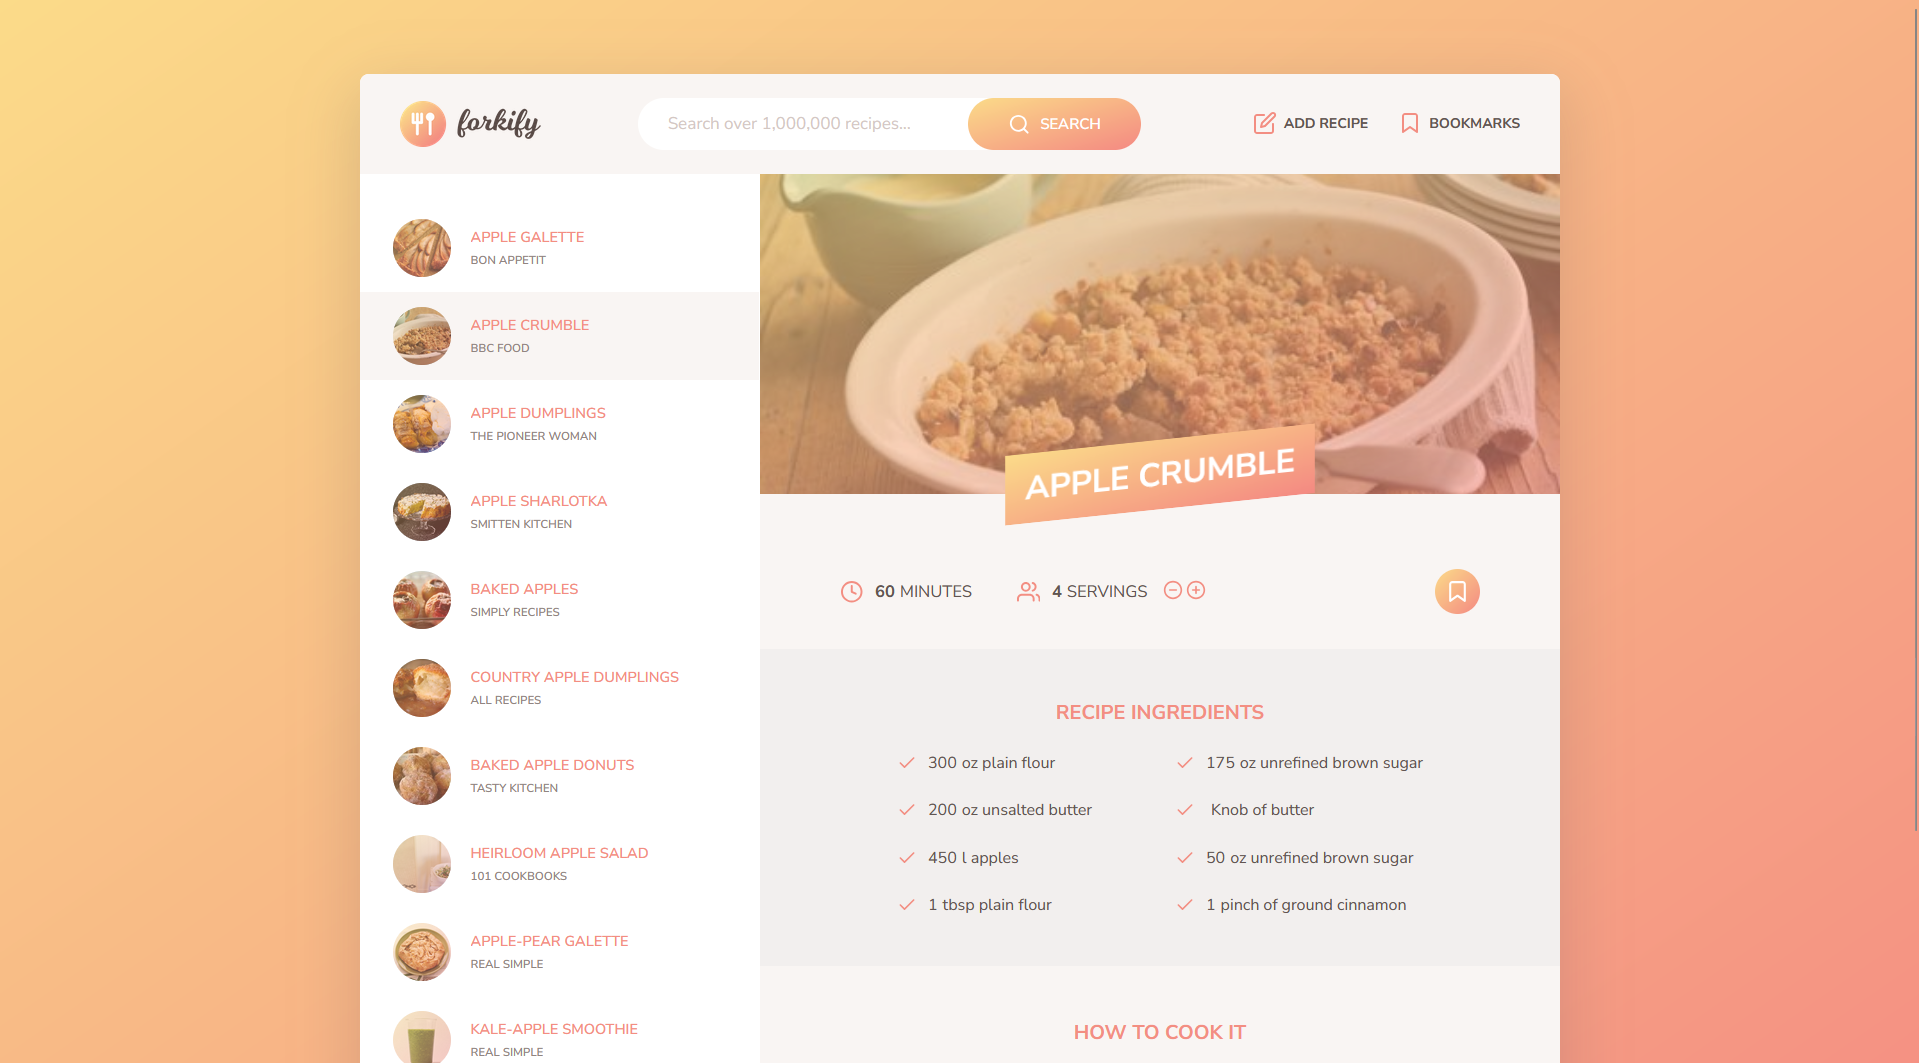 forkify
Search over 1,000,000 recipes...
SEARCH
ADD RECIPE
BOOKMARKS
APPLE GALETTE
BON APPETIT
APPLE CRUMBLE
BBC FOOD
APPLE DUMPLINGS
THE PIONEER WOMAN
APPLE SHARLOTKA
SMITTEN KITCHEN
BAKED APPLES
SIMPLY RECIPES
COUNTRY APPLE DUMPLINGS
ALL RECIPES
BAKED APPLE DONUTS
TASTY KITCHEN
HEIRLOOM APPLE SALAD
101 COOKBOOKS
APPLE-PEAR GALETTE
REAL SIMPLE
KALE-APPLE SMOOTHIE
REAL SIMPLE
APPLE CRUMBLE
60 MINUTES
4 SERVINGS
RECIPE INGREDIENTS
300 oz plain flour
175 oz unrefined brown sugar
200 oz unsalted butter
Knob of butter
450 l apples
50 oz unrefined brown sugar
1 tbsp plain flour
1 pinch of ground cinnamon
HOW TO COOK IT